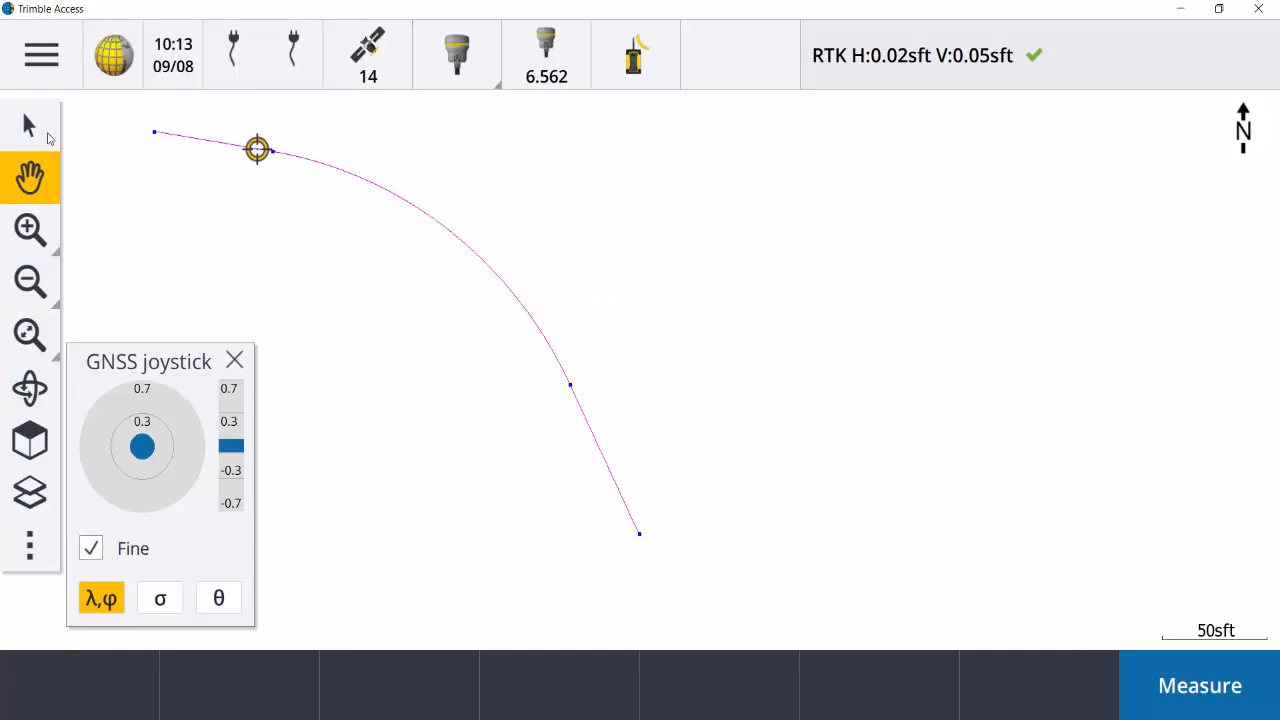 Trimble Access
10:13
09/08
14
6.562
RTK H:0.02sft V:0.05sft
N
GNSS joystick
0.7
0.7
0.3
0.3
-0.3
-0.7
Fine
λ,φ
σ
θ
50sft
Measure